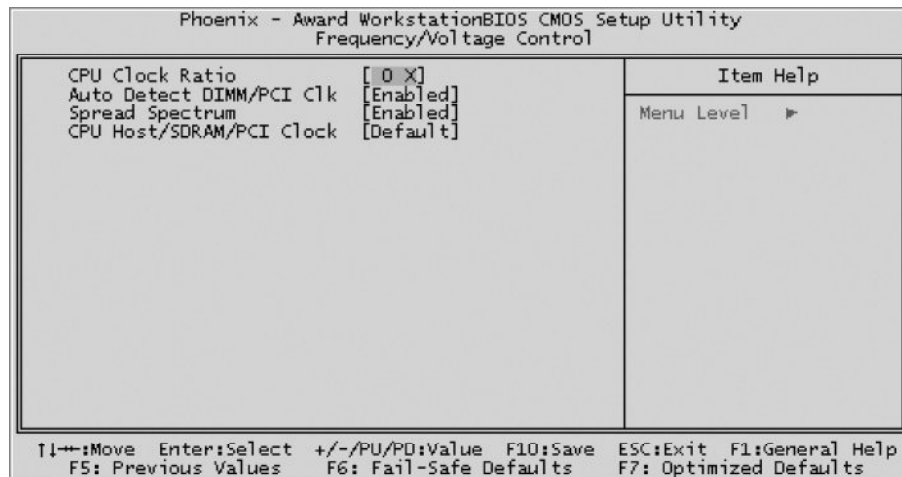 Phoenix - Award WorkstationBIOS CMOS Setup Utility
Frequency/Voltage Control
CPU Clock Ratio [ 0 X]
Auto Detect DIMM/PCI Clk [Enabled]
Spread Spectrum [Enabled]
CPU Host/SDRAM/PCI Clock [Default]
Item Help
Menu Level ►
↑↓→←:Move Enter:Select +/-/PU/PD:Value F10:Save ESC:Exit F1:General Help
F5: Previous Values F6: Fail-Safe Defaults F7: Optimized Defaults